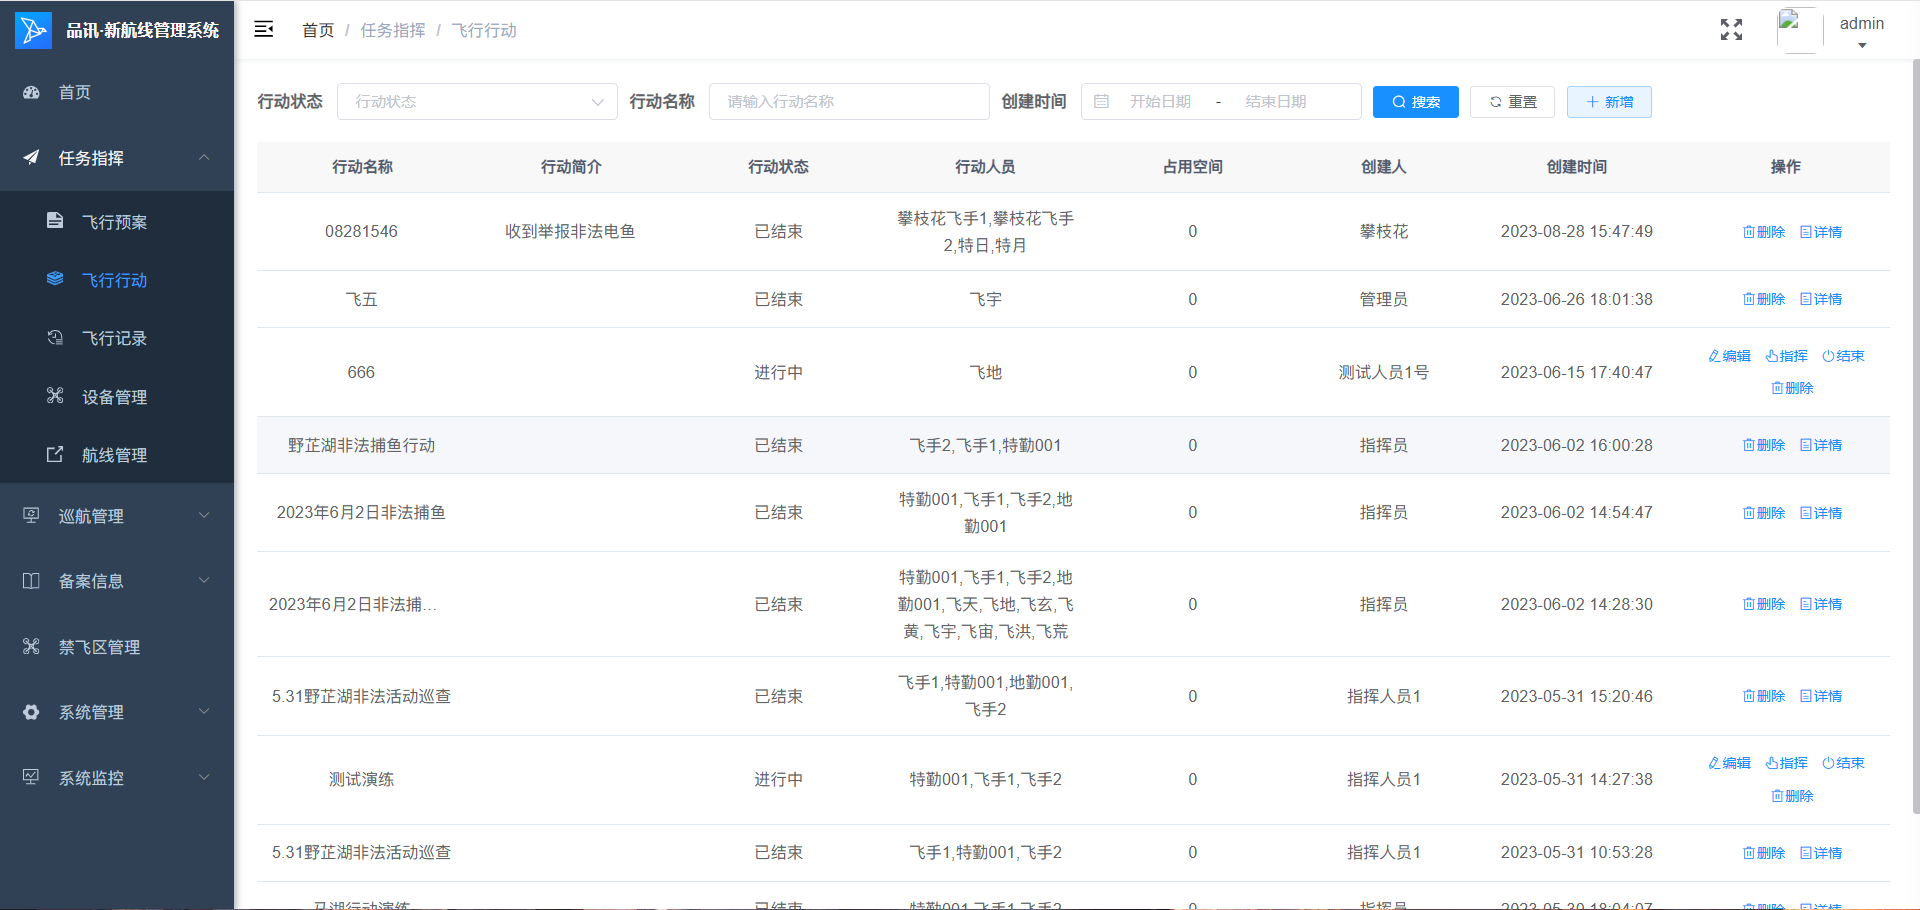 品讯·新航线管理系统
首页
任务指挥
飞行预案
飞行行动
飞行记录
设备管理
航线管理
巡航管理
备案信息
禁飞区管理
系统管理
系统监控
首页 / 任务指挥 / 飞行行动
admin
行动状态 行动状态 行动名称 请输入行动名称 创建时间 开始日期 - 结束日期 搜索 重置 新增
行动名称 行动简介 行动状态 行动人员 占用空间 创建人 创建时间 操作
08281546 收到举报非法电鱼 已结束 攀枝花飞手1,攀枝花飞手
2,特日,特月 0 攀枝花 2023-08-28 15:47:49 删除 详情
飞五 已结束 飞宇 0 管理员 2023-06-26 18:01:38 删除 详情
666 进行中 飞地 0 测试人员1号 2023-06-15 17:40:47 编辑 指挥 结束
删除
野芷湖非法捕鱼行动 已结束 飞手2,飞手1,特勤001 0 指挥员 2023-06-02 16:00:28 删除 详情
2023年6月2日非法捕鱼 已结束 特勤001,飞手1,飞手2,地
勤001 0 指挥员 2023-06-02 14:54:47 删除 详情
2023年6月2日非法捕... 已结束 特勤001,飞手1,飞手2,地
勤001,飞天,飞地,飞玄,飞
黄,飞宇,飞宙,飞洪,飞荒 0 指挥员 2023-06-02 14:28:30 删除 详情
5.31野芷湖非法活动巡查 已结束 飞手1,特勤001,地勤001,
飞手2 0 指挥人员1 2023-05-31 15:20:46 删除 详情
测试演练 进行中 特勤001,飞手1,飞手2 0 指挥人员1 2023-05-31 14:27:38 编辑 指挥 结束
删除
5.31野芷湖非法活动巡查 已结束 飞手1,特勤001,飞手2 0 指挥人员1 2023-05-31 10:53:28 删除 详情
马湖行动演练 已结束 特勤001,飞手1,飞手2 0 指挥员 2023-05-30 18:04:07 删除 详情